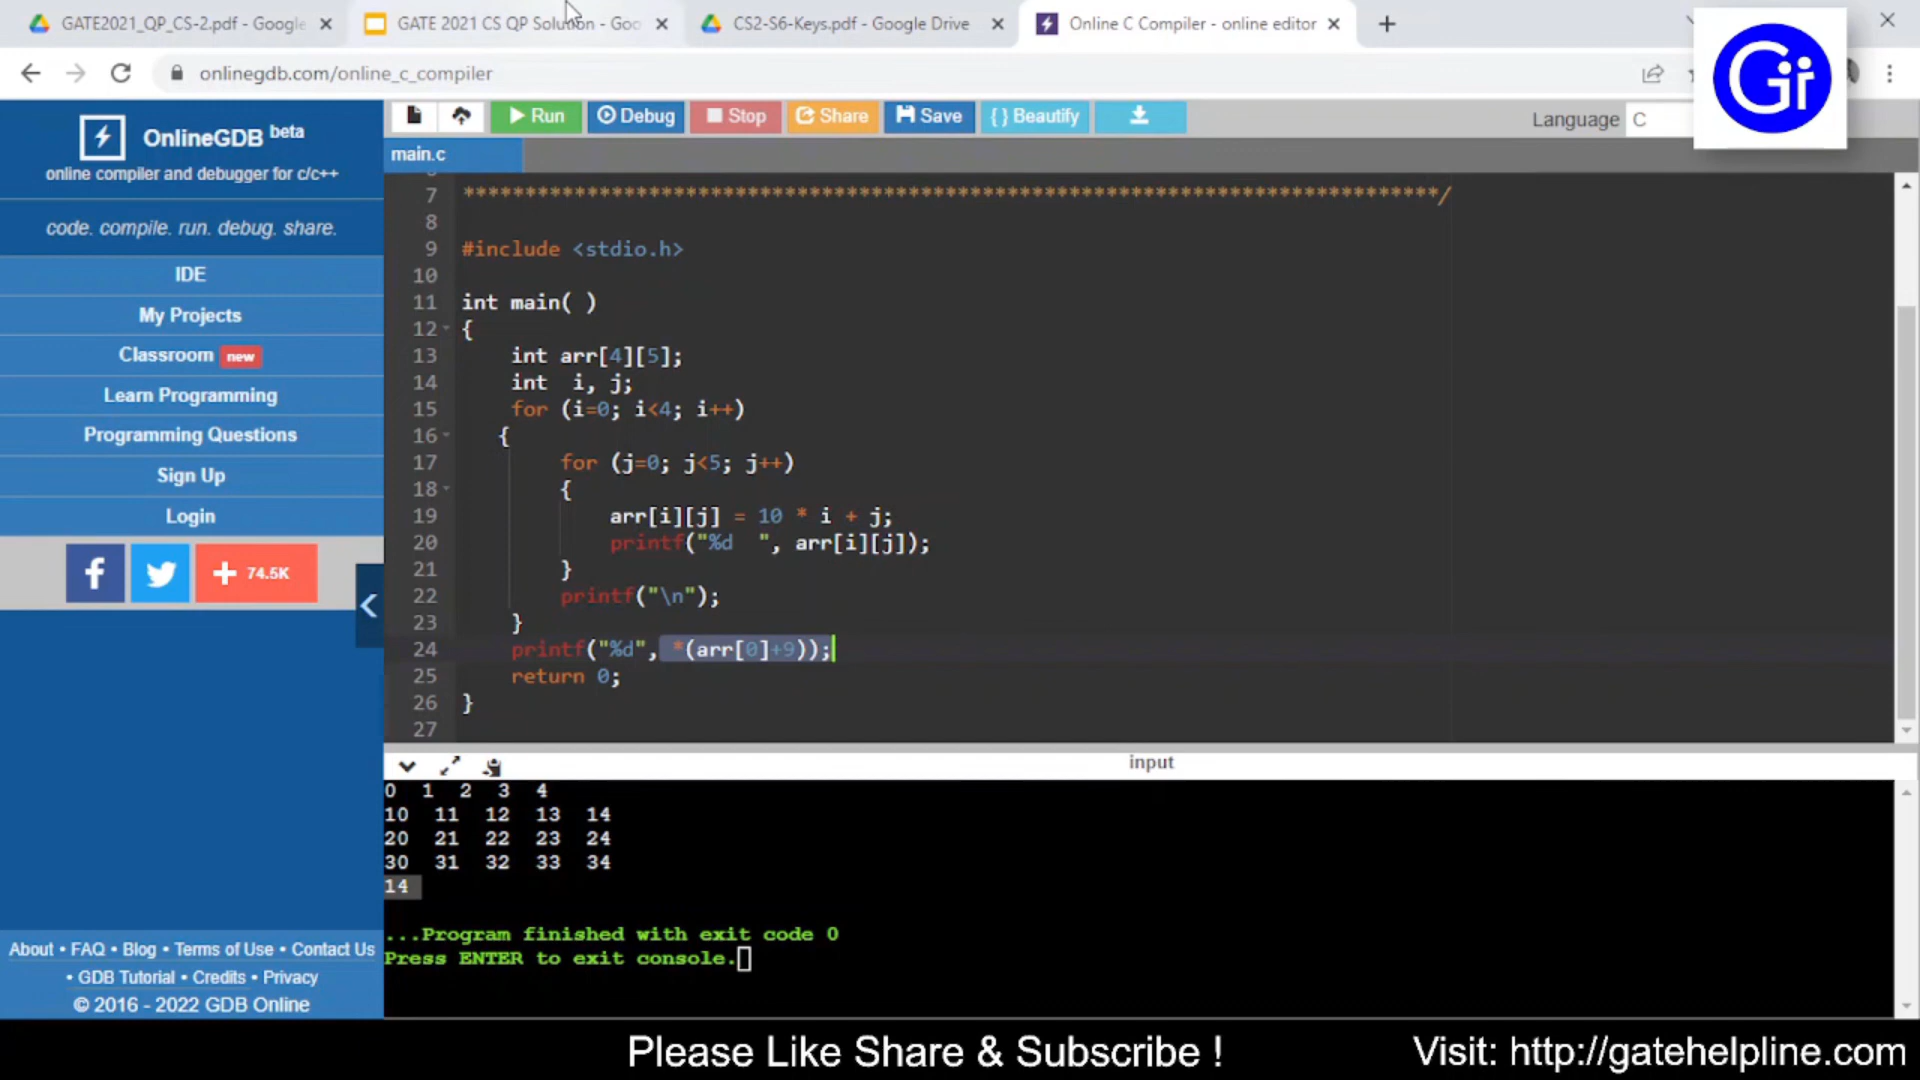 GATE2021_QP_CS-2.pdf - Google
GATE 2021 CS QP Solution - Goo
CS2-S6-Keys.pdf - Google Drive
Online C Compiler - online editor
onlinegdb.com/online_c_compiler
Gir
OnlineGDB beta
online compiler and debugger for c/c++
code. compile. run. debug. share.
IDE
My Projects
Classroom new
Learn Programming
Programming Questions
Sign Up
Login
f
+ 74.5K
About • FAQ • Blog • Terms of Use • Contact Us
• GDB Tutorial • Credits • Privacy
© 2016 - 2022 GDB Online
Run Debug Stop Share Save { } Beautify
Language C
main.c
7 *******************************************************************************/
8
9 #include <stdio.h>
10
11 int main( )
12 {
13 int arr[4][5];
14 int  i, j;
15 for (i=0; i<4; i++)
16 {
17 for (j=0; j<5; j++)
18 {
19 arr[i][j] = 10 * i + j;
20 printf("%d  ", arr[i][j]);
21 }
22 printf("\n");
23 }
24 printf("%d", *(arr[0]+9));
25 return 0;
26 }
27
input
0  1  2  3  4
10  11  12  13  14
20  21  22  23  24
30  31  32  33  34
14
...Program finished with exit code 0
Press ENTER to exit console.
Please Like Share & Subscribe !
Visit: http://gatehelpline.com